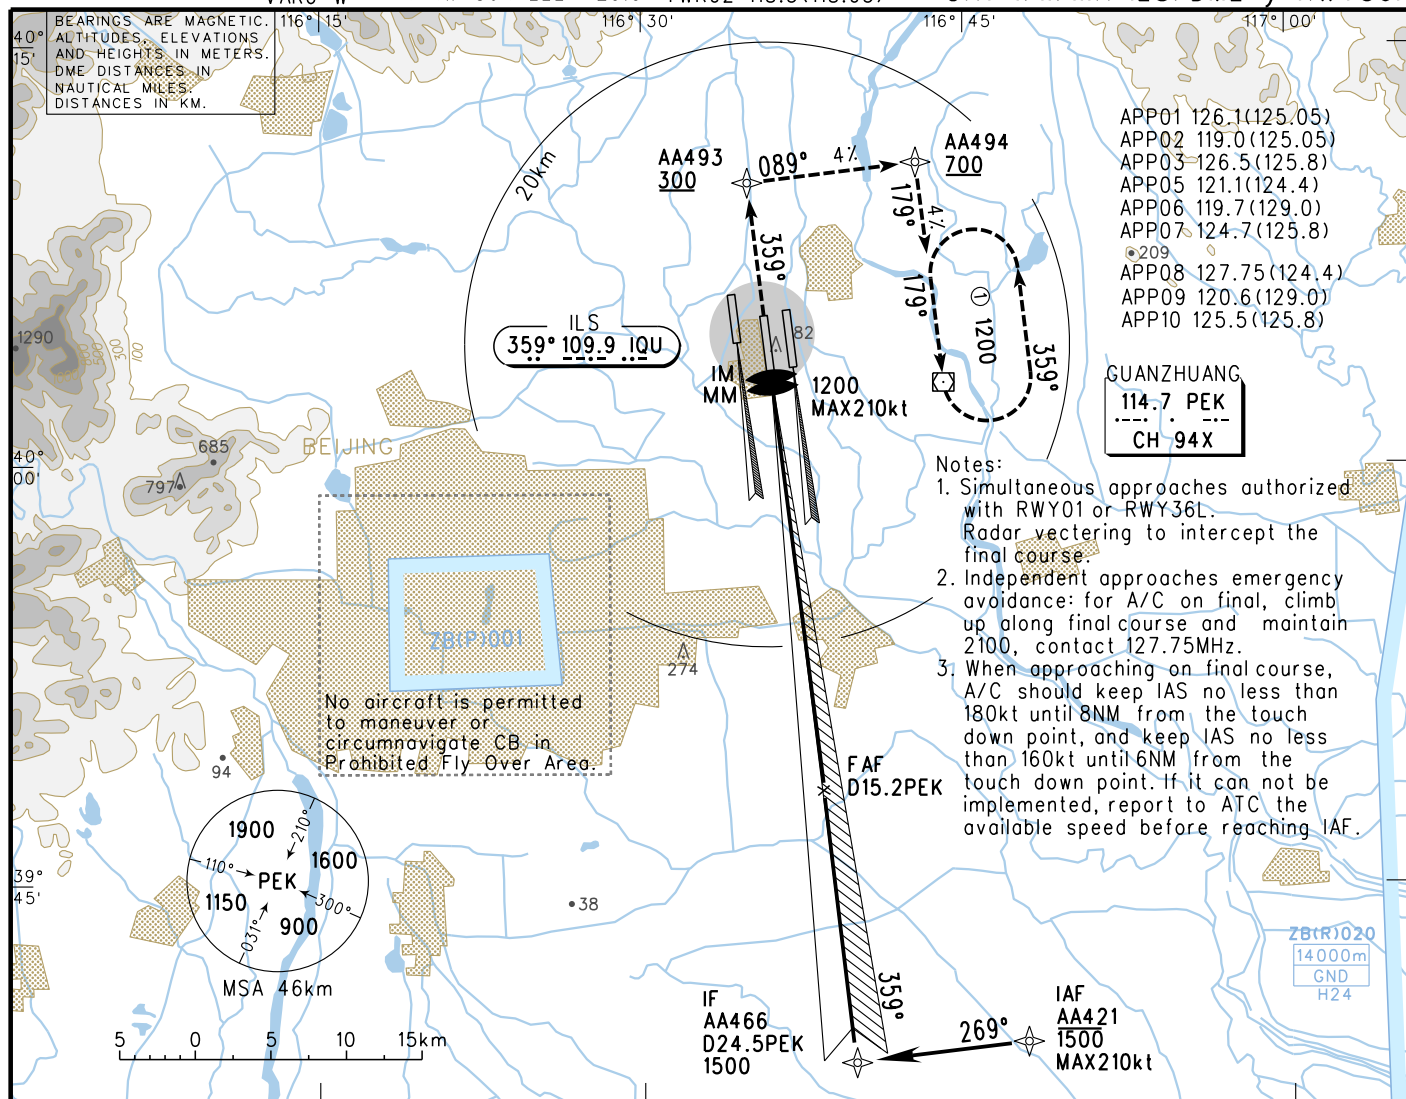 BEARINGS ARE MAGNETIC.
ALTITUDES, ELEVATIONS
AND HEIGHTS IN METERS.
DME DISTANCES IN
NAUTICAL MILES.
DISTANCES IN KM.
116°15'
116°30'
116°45'
117°00'
40°
15'
20km
AA493
300
089° 4%
AA494
700
179°
4%
179°
359°
① 1200
359°
APP01 126.1(125.05)
APP02 119.0(125.05)
APP03 126.5(125.8)
APP05 121.1(124.4)
APP06 119.7(129.0)
APP07 124.7(125.8)
209
APP08 127.75(124.4)
APP09 120.6(129.0)
APP10 125.5(125.8)
1290
300
100
ILS
359° 109.9 IQU
82
IM
MM
1200
MAX210kt
GUANZHUANG
114.7 PEK
CH 94X
BEIJING
685
797
40°
00'
Notes:
1. Simultaneous approaches authorized
with RWY01 or RWY36L.
Radar vectering to intercept the
final course.
2. Independent approaches emergency
avoidance: for A/C on final, climb
up along final course and maintain
2100, contact 127.75MHz.
3. When approaching on final course,
A/C should keep IAS no less than
180kt until 8NM from the touch
down point, and keep IAS no less
than 160kt until 6NM from the
touch down point. If it can not be
implemented, report to ATC the
available speed before reaching IAF.
ZB(P)001
274
No aircraft is permitted
to maneuver or
circumnavigate CB in
Prohibited Fly Over Area.
94
FAF
D15.2PEK
1900
210°
1600
110°
PEK
1150
300°
900
031°
MSA 46km
39°
45'
38
ZB(R)020
14000m
GND
H24
359°
IF
AA466
D24.5PEK
1500
269°
IAF
AA421
1500
MAX210kt
5 0 5 10 15km